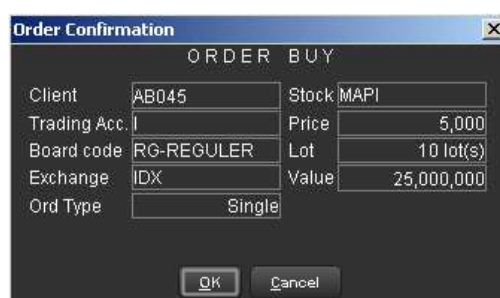 Order Confirmation
ORDER BUY
Client AB045 Stock MAPI
Trading Acc. I Price 5,000
Board code RG-REGULER Lot 10 lot(s)
Exchange IDX Value 25,000,000
Ord Type Single
OK Cancel